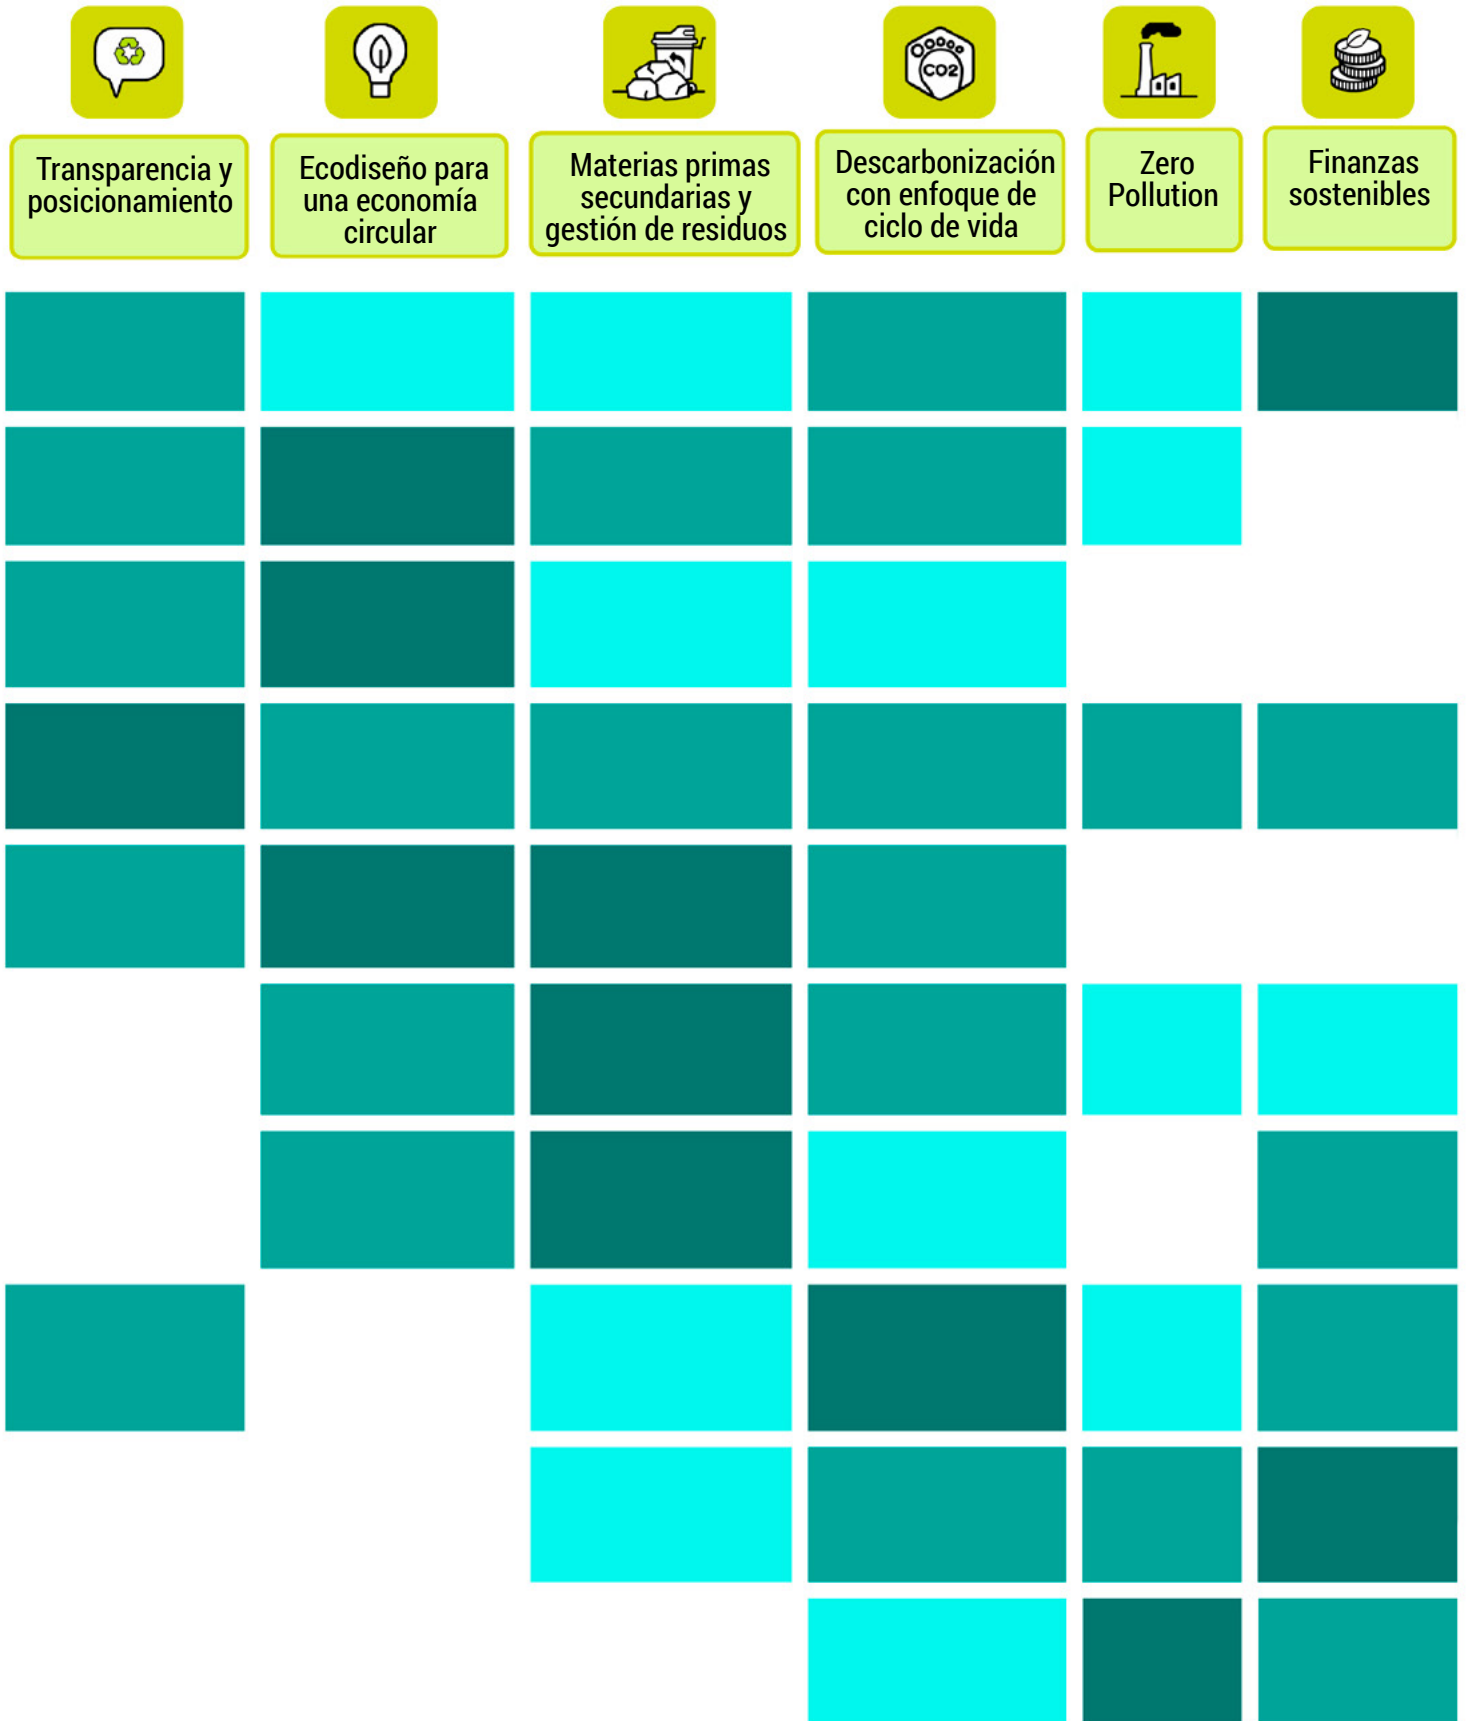 CO2
Transparencia y
posicionamiento
Ecodiseño para
una economía
circular
Materias primas
secundarias y
gestión de residuos
Descarbonización
con enfoque de
ciclo de vida
Zero
Pollution
Finanzas
sostenibles